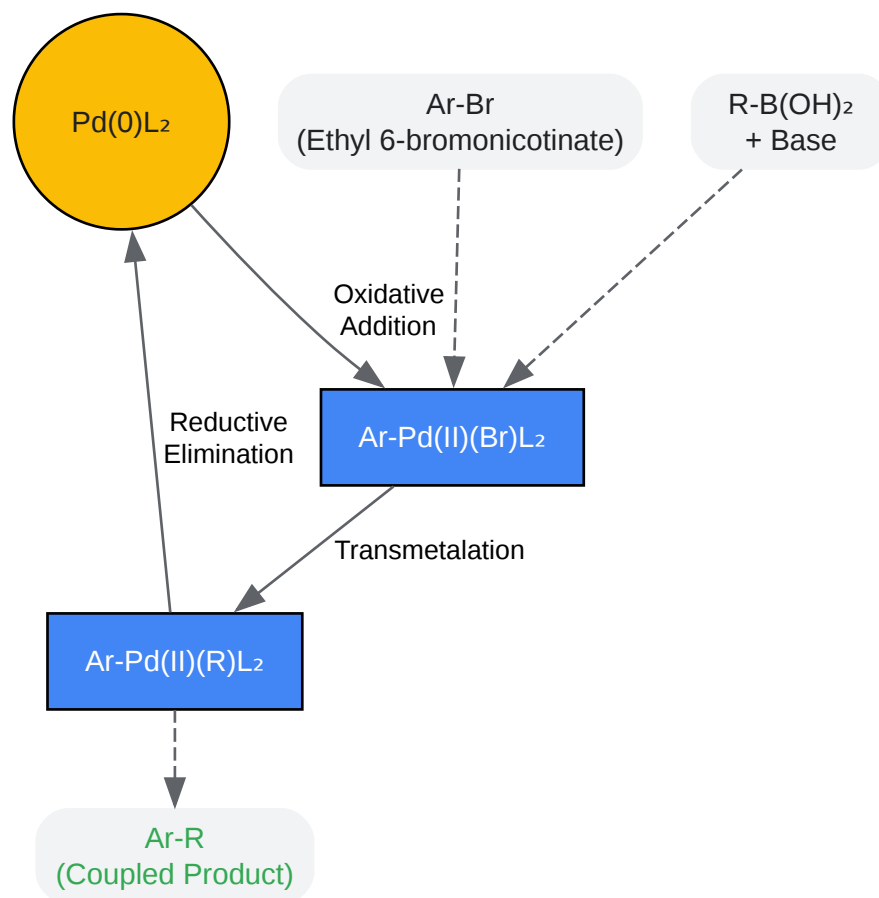 Pd(0)L₂
Ar-Br
(Ethyl 6-bromonicotinate)
R-B(OH)₂
+ Base
Oxidative
Addition
Reductive
Elimination
Ar-Pd(II)(Br)L₂
Transmetalation
Ar-Pd(II)(R)L₂
Ar-R
(Coupled Product)